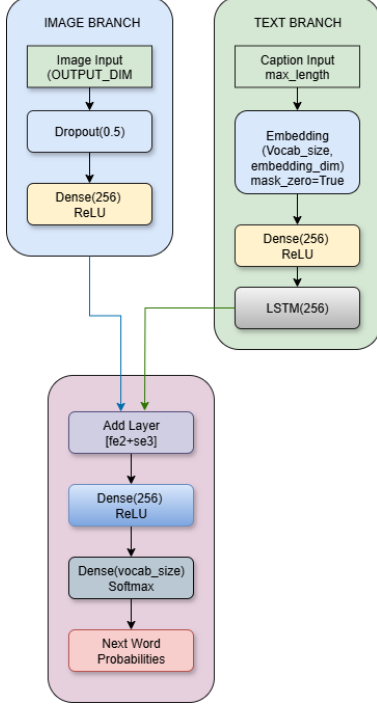 IMAGE BRANCH
Image Input
(OUTPUT_DIM
Dropout(0.5)
Dense(256)
ReLU
TEXT BRANCH
Caption Input
max_length
Embedding
(Vocab_size,
embedding_dim)
mask_zero=True
Dense(256)
ReLU
LSTM(256)
Add Layer
[fe2+se3]
Dense(256)
ReLU
Dense(vocab_size)
Softmax
Next Word
Probabilities